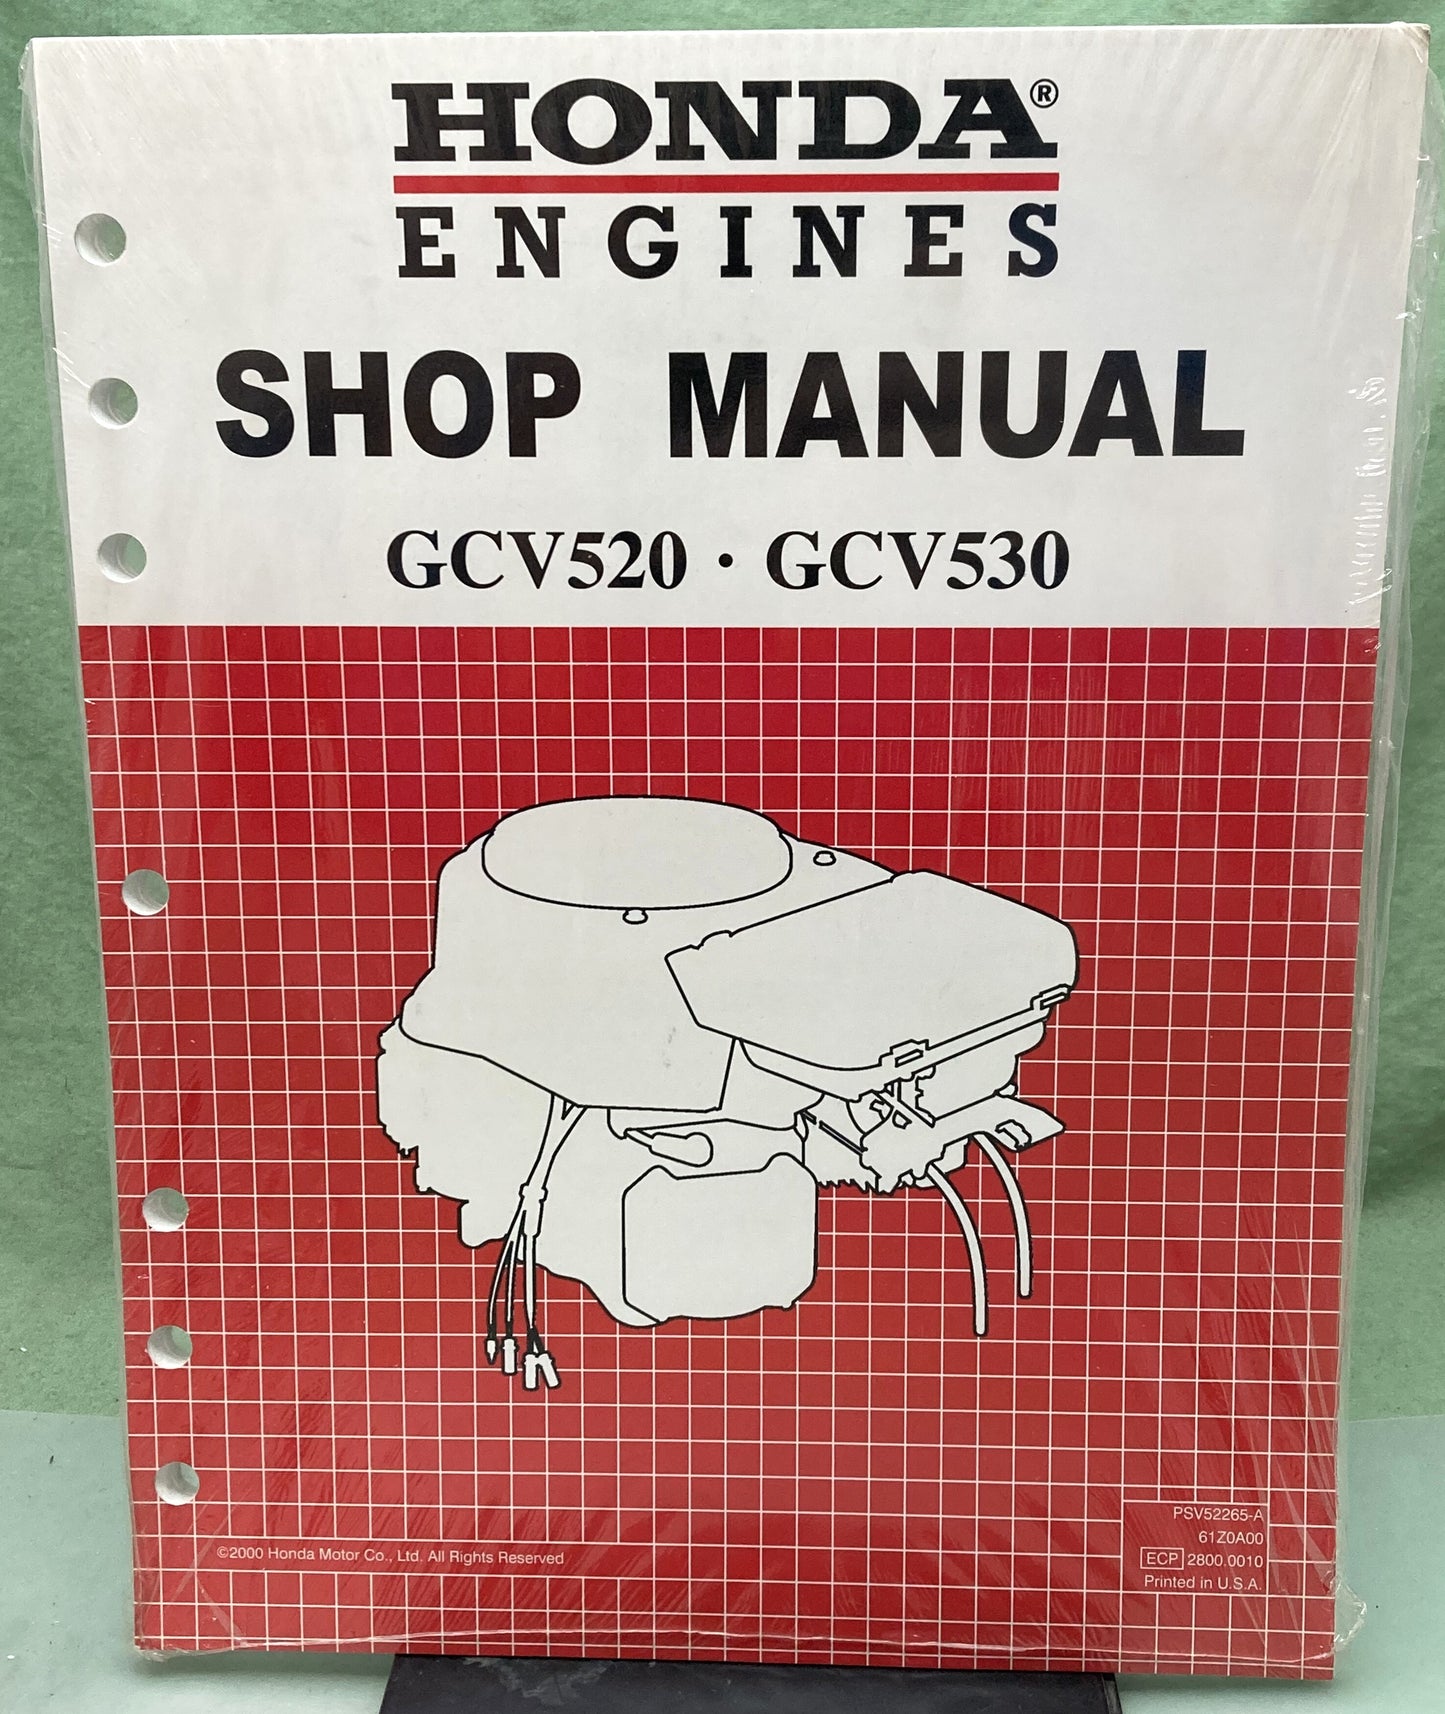 HONDA®
ENGINES
SHOP MANUAL
GCV520 · GCV530
PSV52265-A
61Z0A00
ECP 2800.0010
Printed in U.S.A.
©2000 Honda Motor Co., Ltd. All Rights Reserved